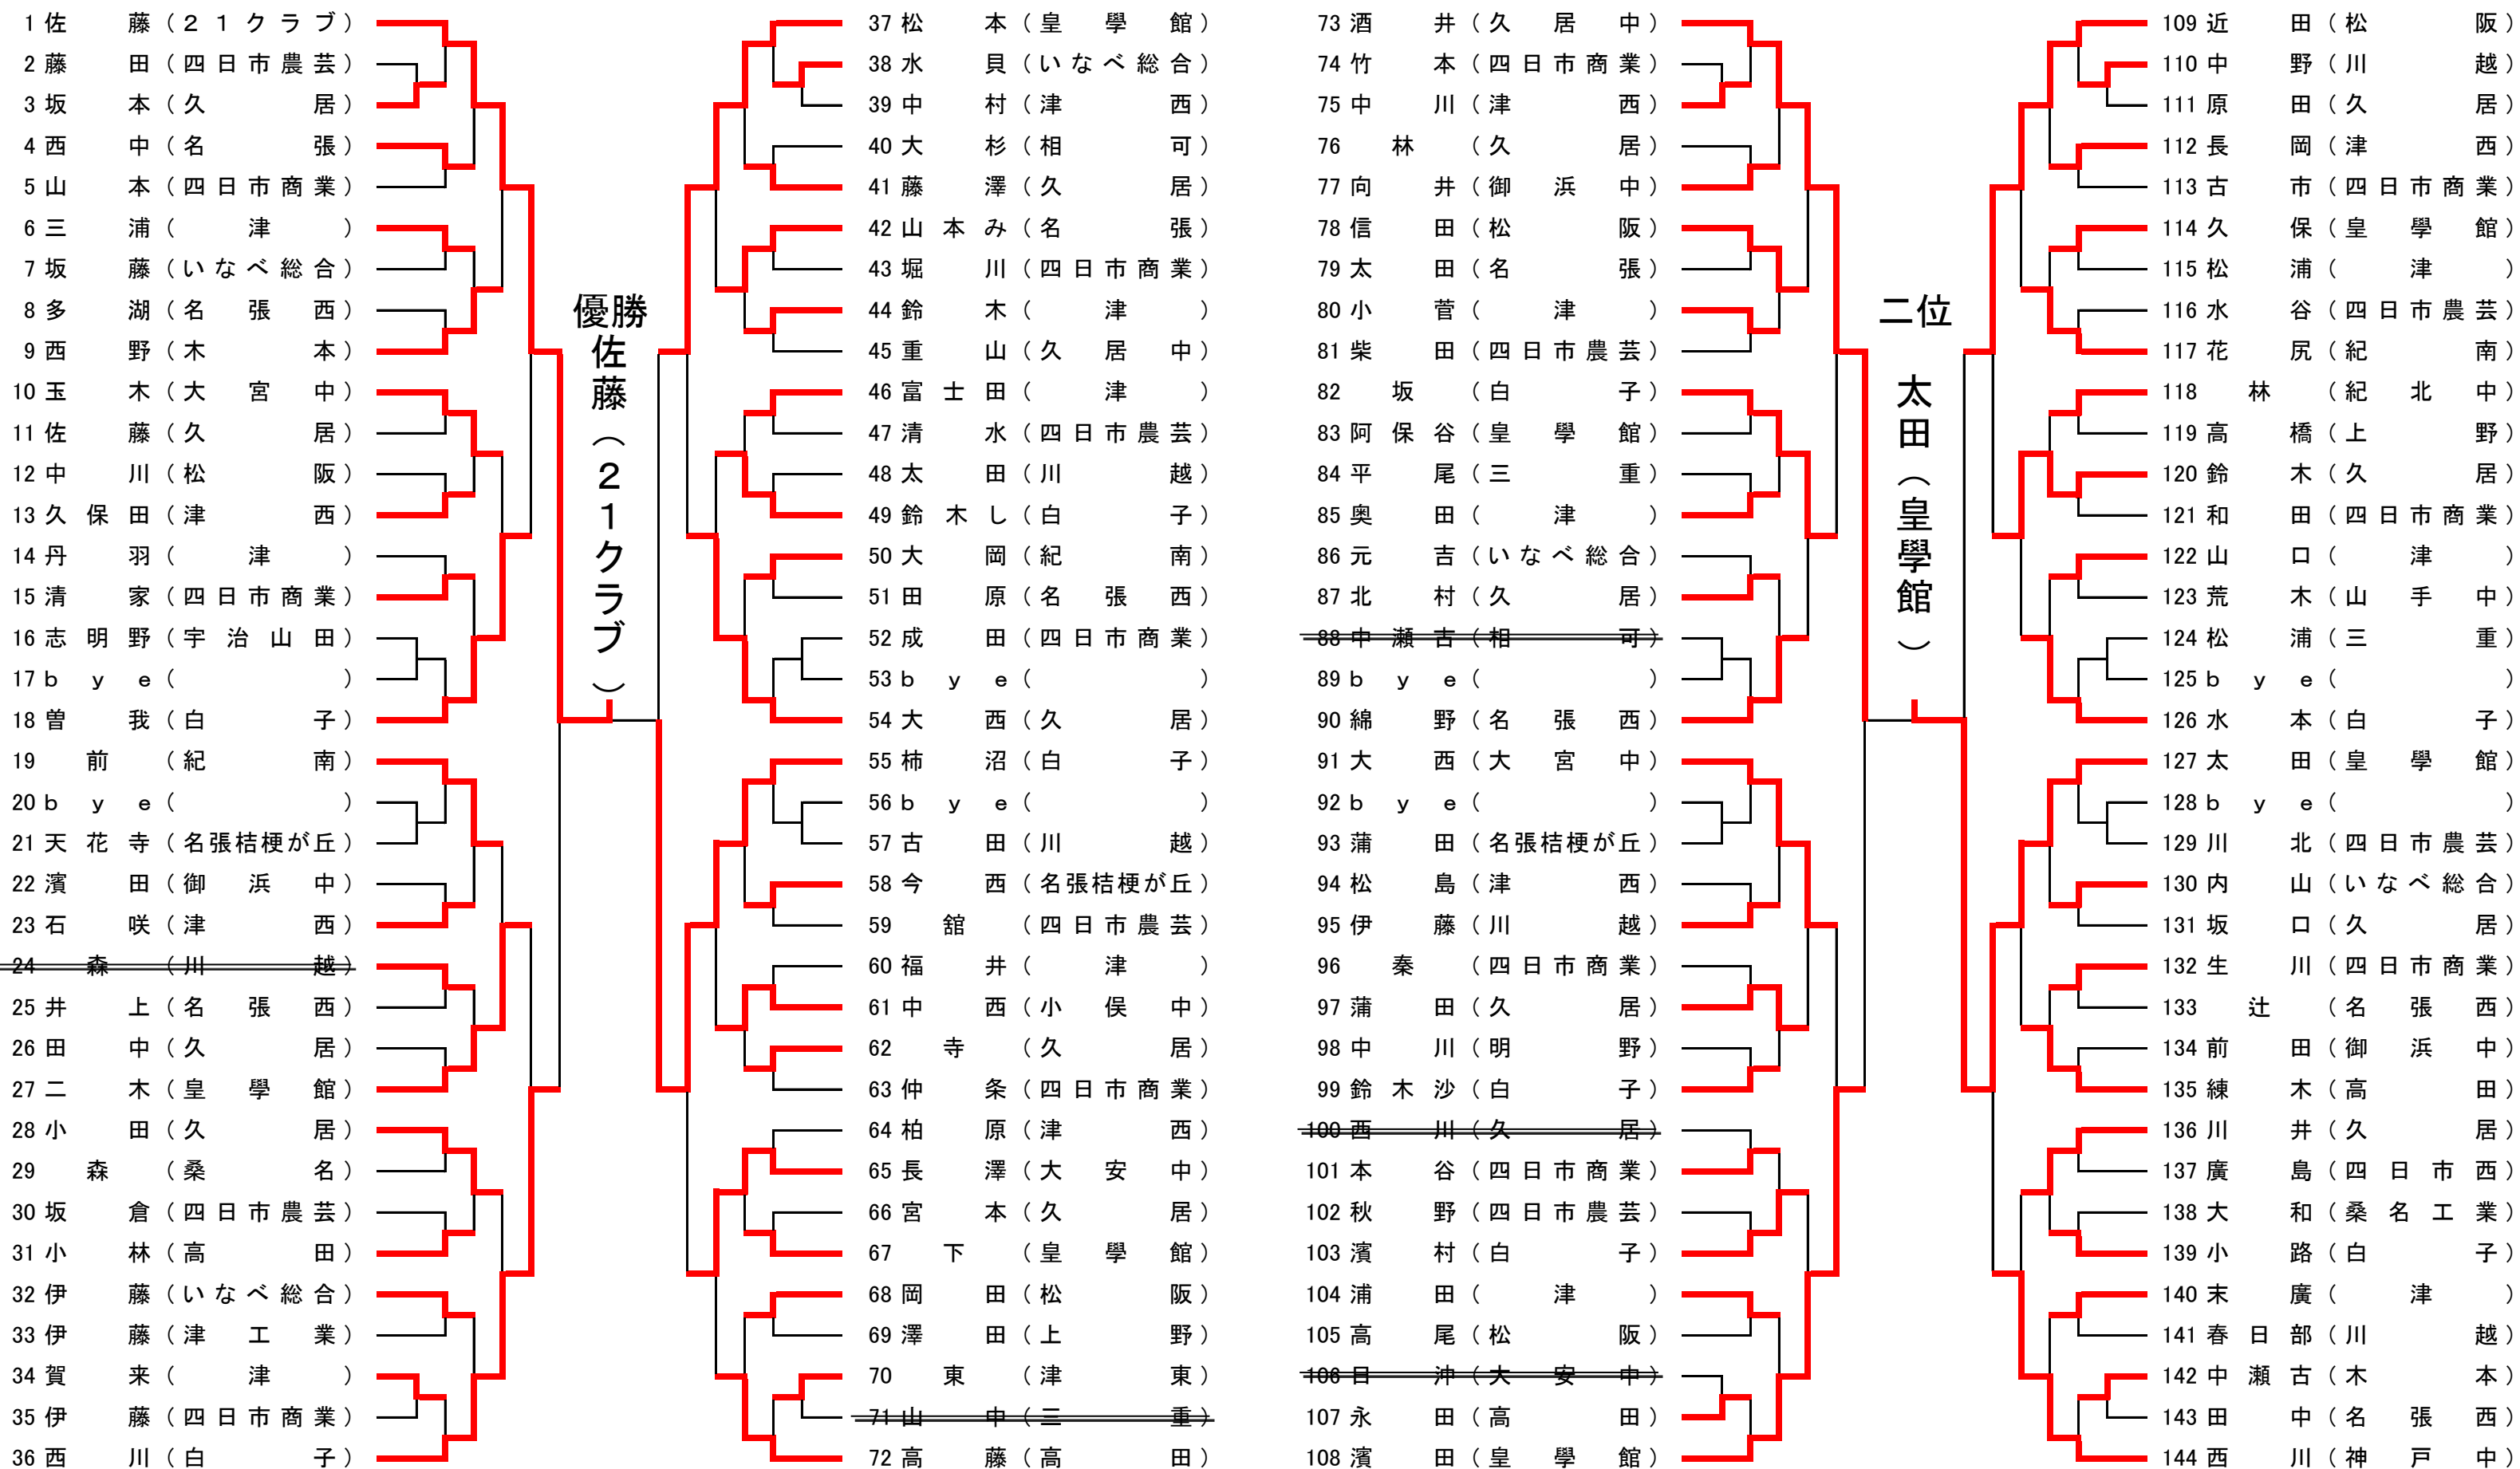 1 佐藤 (21クラブ)
2 藤田 (四日市農芸)
3 坂本 (久居)
4 西中 (名張)
5 山本 (四日市商業)
6 三浦 (津)
7 坂藤 (いなべ総合)
8 多湖 (名張西)
9 西野 (木本)
10 玉木 (大宮中)
11 佐藤 (久居)
12 中川 (松阪)
13 久保田 (津西)
14 丹羽 (津)
15 清家 (四日市商業)
16 志明野 (宇治山田)
17 bye ( )
18 曽我 (白子)
19 前 (紀南)
20 bye ( )
21 天花寺 (名張桔梗が丘)
22 濱田 (御浜中)
23 石咲 (津西)
24 森 (川越)
25 井上 (名張西)
26 田中 (久居)
27 二木 (皇學館)
28 小田 (久居)
29 森 (桑名)
30 坂倉 (四日市農芸)
31 小林 (高田)
32 伊藤 (いなべ総合)
33 伊藤 (津工業)
34 賀来 (津)
35 伊藤 (四日市商業)
36 西川 (白子)
優勝
佐藤(21クラブ)
37 松本 (皇學館)
38 水貝 (いなべ総合)
39 中村 (津西)
40 大杉 (相可)
41 藤澤 (久居)
42 山本み (名張)
43 堀川 (四日市商業)
44 鈴木 (津)
45 重山 (久居中)
46 富士田 (津)
47 清水 (四日市農芸)
48 太田 (川越)
49 鈴木し (白子)
50 大岡 (紀南)
51 田原 (名張西)
52 成田 (四日市商業)
53 bye ( )
54 大西 (久居)
55 柿沼 (白子)
56 bye ( )
57 古田 (川越)
58 今西 (名張桔梗が丘)
59 舘 (四日市農芸)
60 福井 (津)
61 中西 (小俣中)
62 寺 (久居)
63 仲条 (四日市商業)
64 柏原 (津西)
65 長澤 (大安中)
66 宮本 (久居)
67 下 (皇學館)
68 岡田 (松阪)
69 澤田 (上野)
70 東 (津東)
71 山中 (三重)
72 高藤 (高田)
73 酒井 (久居中)
74 竹本 (四日市商業)
75 中川 (津西)
76 林 (久居)
77 向井 (御浜中)
78 信田 (松阪)
79 太田 (名張)
80 小菅 (津)
81 柴田 (四日市農芸)
82 坂 (白子)
83 阿保谷 (皇學館)
84 平尾 (三重)
85 奥田 (津)
86 元吉 (いなべ総合)
87 北村 (久居)
88 中瀬古 (相可)
89 bye ( )
90 綿野 (名張西)
91 大西 (大宮中)
92 bye ( )
93 蒲田 (名張桔梗が丘)
94 松島 (津西)
95 伊藤 (川越)
96 秦 (四日市商業)
97 蒲田 (久居)
98 中川 (明野)
99 鈴木沙 (白子)
100 西川 (久居)
101 本谷 (四日市商業)
102 秋野 (四日市農芸)
103 濱村 (白子)
104 浦田 (津)
105 高尾 (松阪)
106 日沖 (大安中)
107 永田 (高田)
108 濱田 (皇學館)
二位
太田(皇學館)
109 近田 (松阪)
110 中野 (川越)
111 原田 (久居)
112 長岡 (津西)
113 古市 (四日市商業)
114 久保 (皇學館)
115 松浦 (津)
116 水谷 (四日市農芸)
117 花尻 (紀南)
118 林 (紀北中)
119 高橋 (上野)
120 鈴木 (久居)
121 和田 (四日市商業)
122 山口 (津)
123 荒木 (山手中)
124 松浦 (三重)
125 bye ( )
126 水本 (白子)
127 太田 (皇學館)
128 bye ( )
129 川北 (四日市農芸)
130 内山 (いなべ総合)
131 坂口 (久居)
132 生川 (四日市商業)
133 辻 (名張西)
134 前田 (御浜中)
135 練木 (高田)
136 川井 (久居)
137 廣島 (四日市西)
138 大和 (桑名工業)
139 小路 (白子)
140 末廣 (津)
141 春日部 (川越)
142 中瀬古 (木本)
143 田中 (名張西)
144 西川 (神戸中)